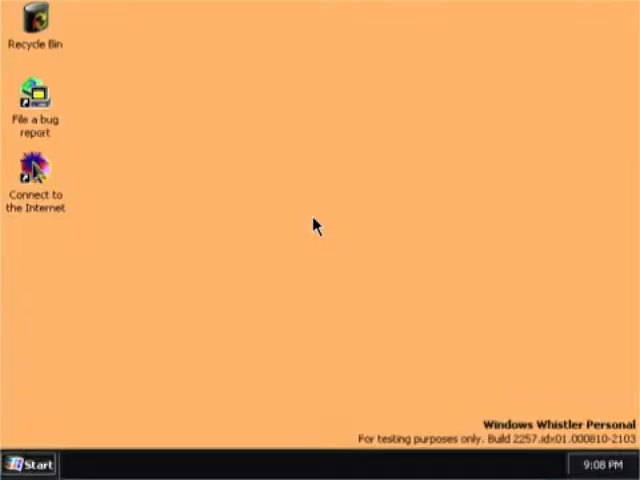 Recycle Bin
File a bug
report
Connect to
the Internet
Windows Whistler Personal
For testing purposes only. Build 2257.idx01.000810-2103
Start
9:08 PM